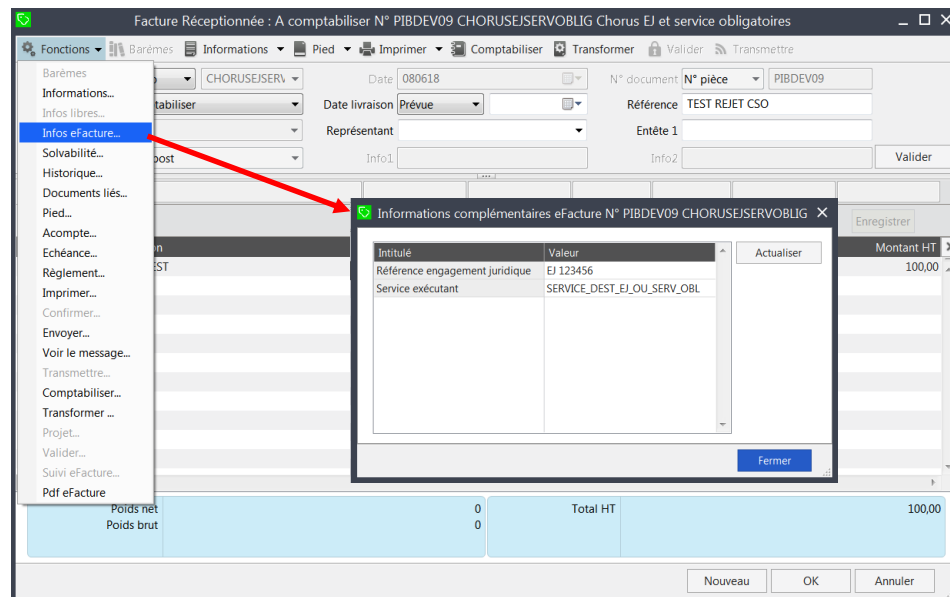 Facture Réceptionnée : A comptabiliser N° PIBDEV09 CHORUSEJSERVOBLIG Chorus EJ et service obligatoires
Fonctions Barèmes Informations Pied Imprimer Comptabiliser Transformer Valider Transmettre
CHORUSEJSERV Date 080618 N° document N° pièce PIBDEV09
Date livraison Prévue Référence TEST REJET CSO
Représentant Entête 1
Info1 Info2 Valider
Barèmes
Informations...
Infos libres...
Infos eFacture...
Solvabilité...
Historique...
Documents liés...
Pied...
Acompte...
Echéance...
Règlement...
Imprimer...
Confirmer...
Envoyer...
Voir le message...
Transmettre...
Comptabiliser...
Transformer ...
Projet...
Valider...
Suivi eFacture...
Pdf eFacture
Enregistrer
Montant HT
100,00
Informations complémentaires eFacture N° PIBDEV09 CHORUSEJSERVOBLIG
Intitulé Valeur Actualiser
Référence engagement juridique EJ 123456
Service exécutant SERVICE_DEST_EJ_OU_SERV_OBL
Fermer
Poids net 0 Total HT 100,00
Poids brut 0
Nouveau OK Annuler